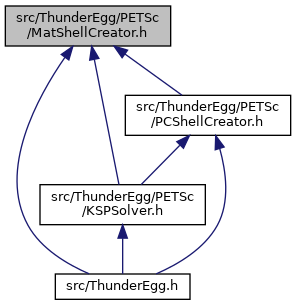 src/ThunderEgg/PETSc
/MatShellCreator.h
src/ThunderEgg/PETSc
/PCShellCreator.h
src/ThunderEgg/PETSc
/KSPSolver.h
src/ThunderEgg.h